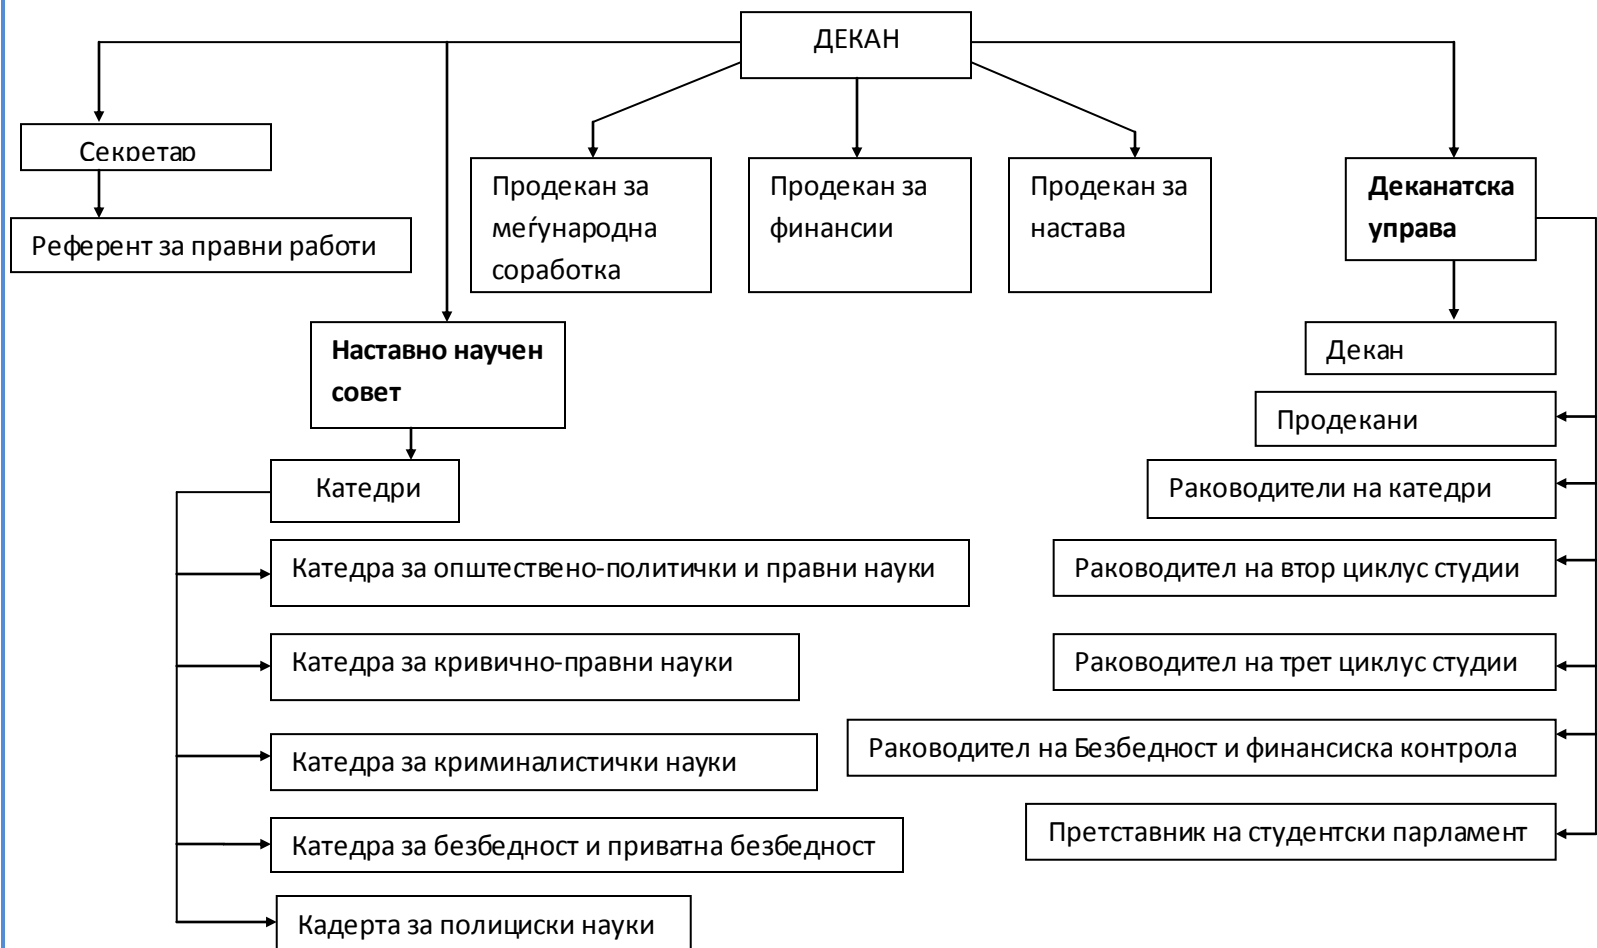 ДЕКАН
Секретар
Референт за правни работи
Продекан за
меѓународна
соработка
Продекан за
финансии
Продекан за
настава
Деканатска
управа
Наставно научен
совет
Катедри
Катедра за општествено-политички и правни науки
Катедра за кривично-правни науки
Катедра за криминалистички науки
Катедра за безбедност и приватна безбедност
Кадерта за полициски науки
Декан
Продекани
Раководители на катедри
Раководител на втор циклус студии
Раководител на трет циклус студии
Раководител на Безбедност и финансиска контрола
Претставник на студентски парламент